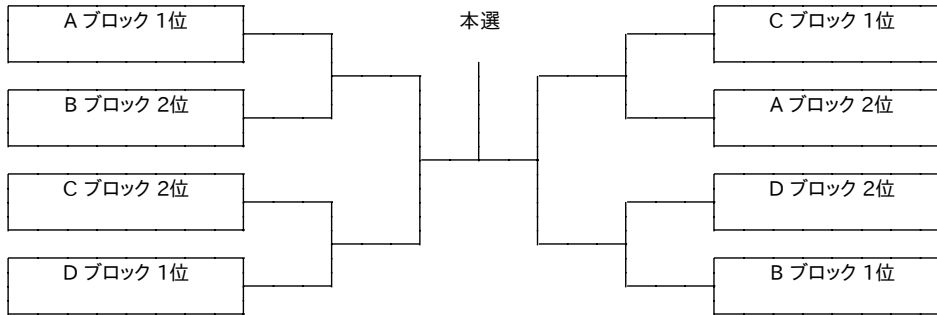 A ブロック 1位
本選
C ブロック 1位
B ブロック 2位
A ブロック 2位
C ブロック 2位
D ブロック 2位
D ブロック 1位
B ブロック 1位